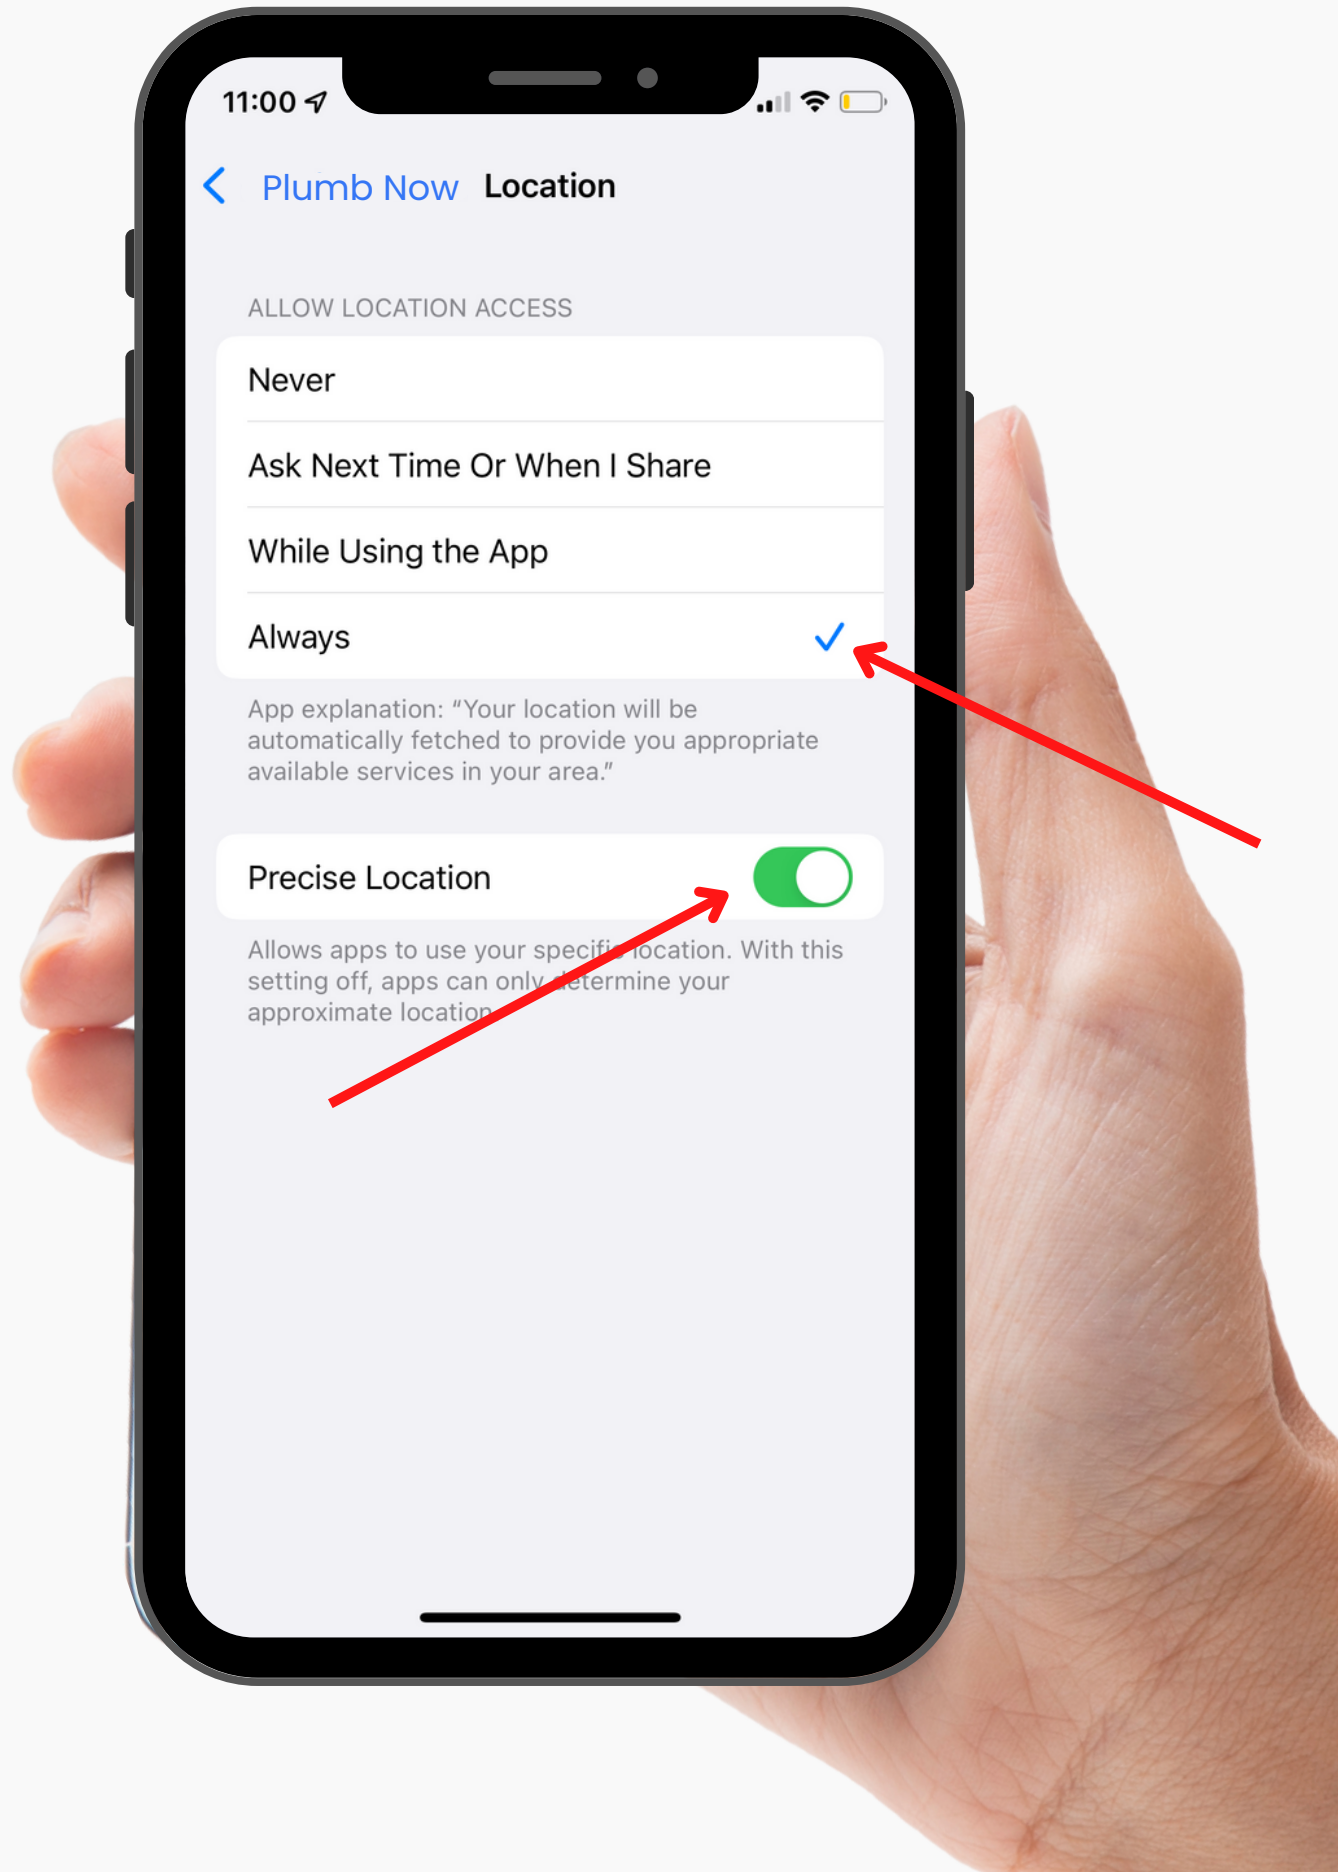 11:00
Plumb Now Location
ALLOW LOCATION ACCESS
Never
Ask Next Time Or When I Share
While Using the App
Always
App explanation: “Your location will be
automatically fetched to provide you appropriate
available services in your area.”
Precise Location
Allows apps to use your specific location. With this
setting off, apps can only determine your
approximate location